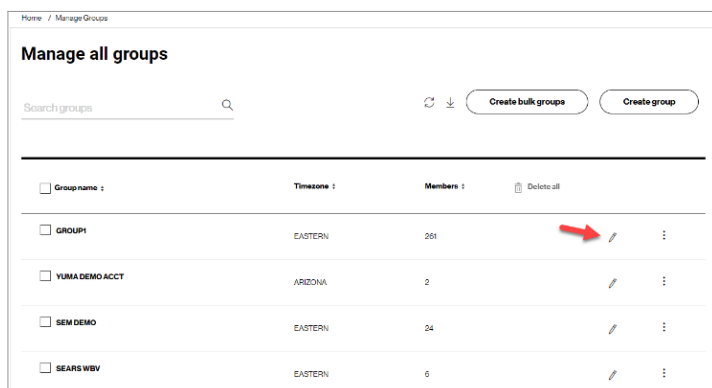 Home / Manage Groups
Manage all groups
Search groups
Create bulk groups
Create group
Group name
Timezone
Members
Delete all
GROUP1
EASTERN
261
YUMA DEMO ACCT
ARIZONA
2
SEM DEMO
EASTERN
24
SEARS WBV
EASTERN
6